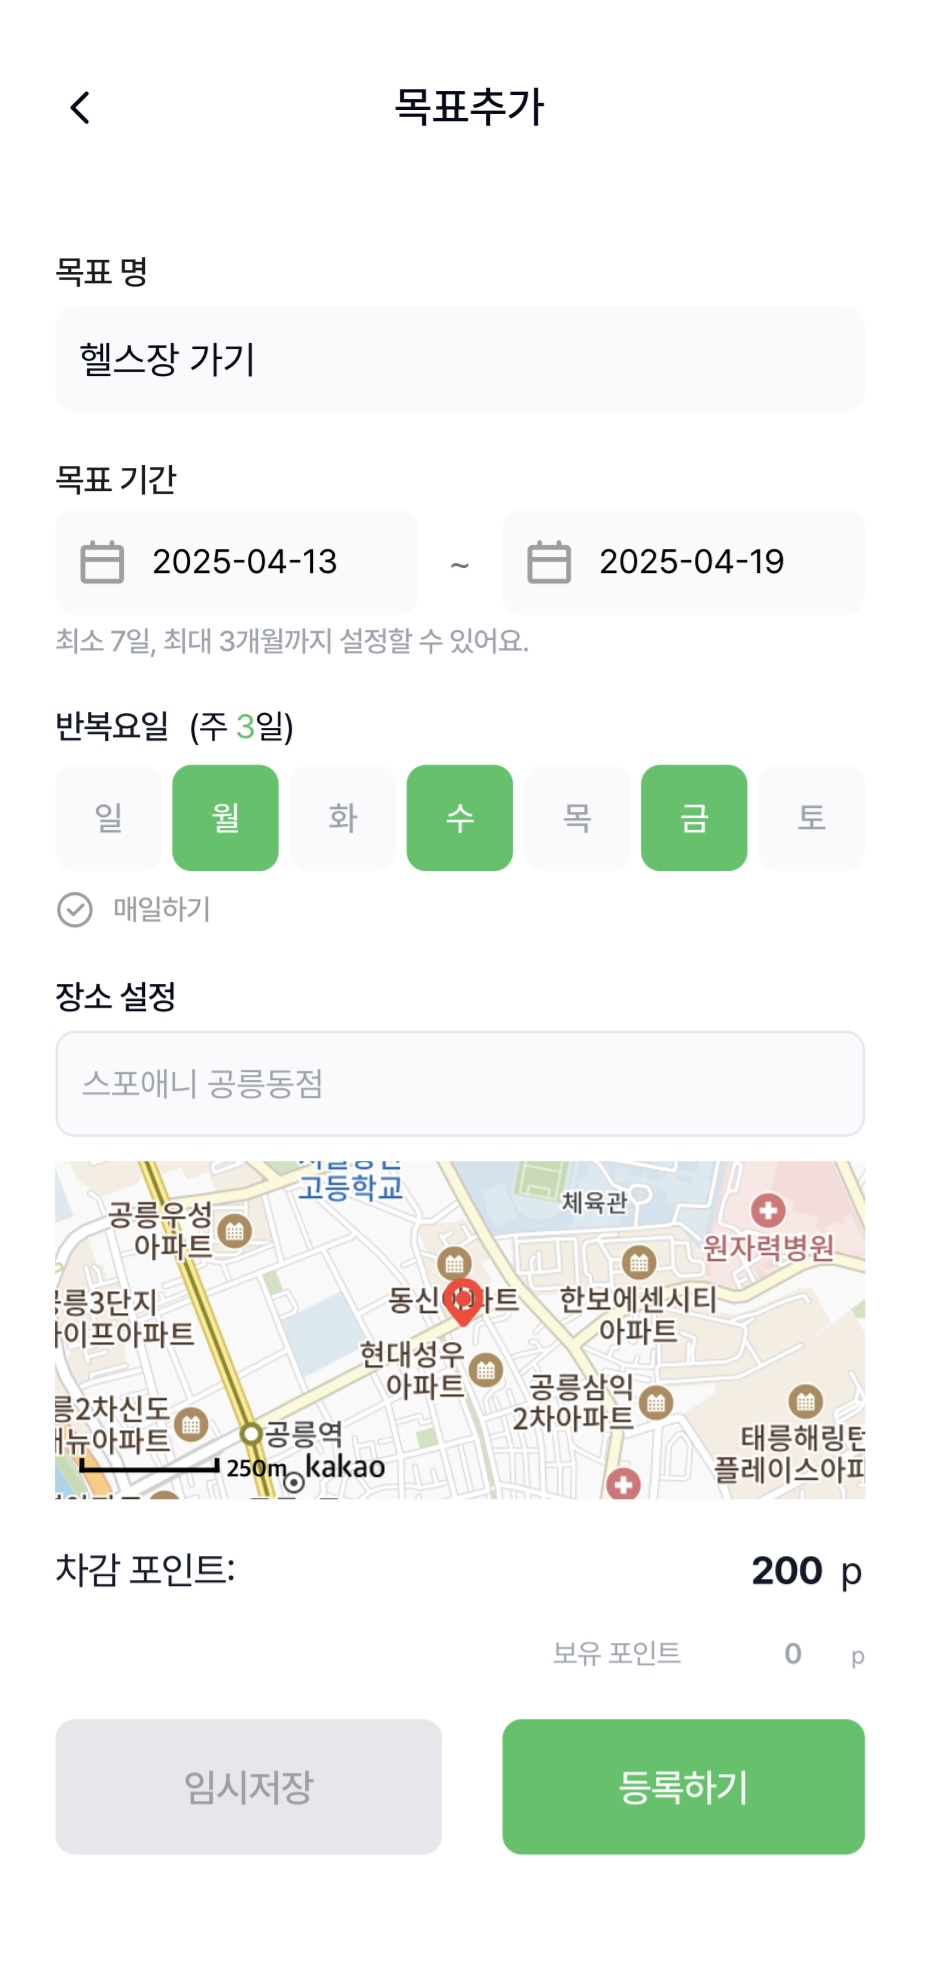 목표추가
목표 명
헬스장 가기
목표 기간
2025-04-13 ~ 2025-04-19
최소 7일, 최대 3개월까지 설정할 수 있어요.
반복요일 (주 3일)
일 월 화 수 목 금 토
매일하기
장소 설정
스포애니 공릉동점
고등학교
체육관
공릉우성
아파트
원자력병원
릉3단지
이프아파트
동신 파트
한보에센시티
아파트
현대성우
아파트
공릉삼익
2차아파트
릉2차신도
뉴아파트
공릉역
태릉해링턴
플레이스아파
250m kakao
차감 포인트: 200 p
보유 포인트 0 p
임시저장 등록하기